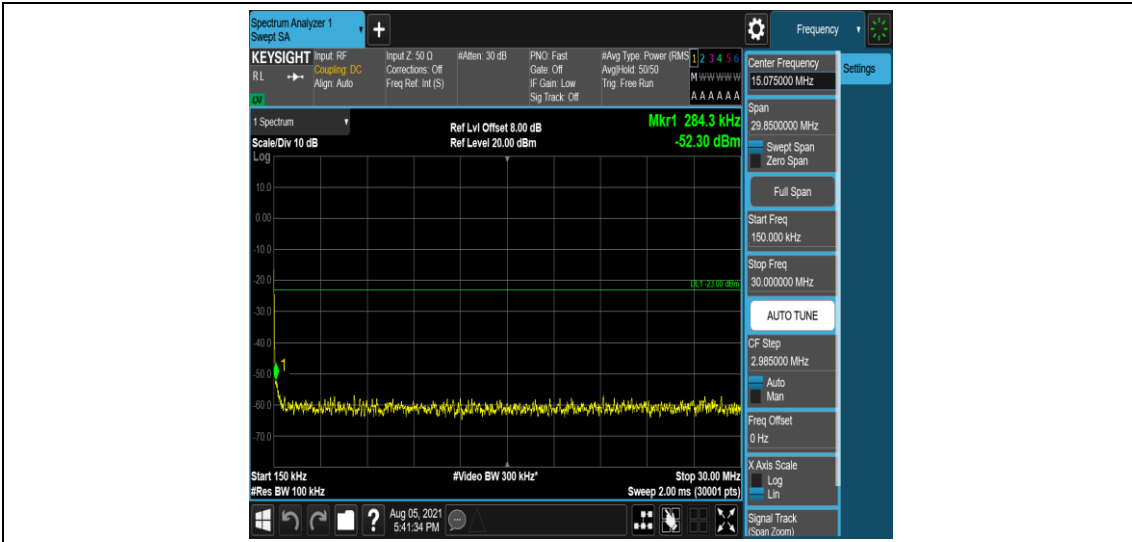 Spectrum Analyzer 1
Swept SA
Frequency
KEYSIGHT
RL
LXI
Input: RF
Coupling: DC
Align: Auto
Input Z: 50 Ω
Corrections: Off
Freq Ref: Int (S)
#Atten: 30 dB
PNO: Fast
Gate: Off
IF Gain: Low
Sig Track: Off
#Avg Type: Power (RMS
Avg|Hold: 50/50
Trig: Free Run
1 2 3 4 5 6
M W W W W W
A A A A A A
1 Spectrum
Scale/Div 10 dB
Log
Ref Lvl Offset 8.00 dB
Ref Level 20.00 dBm
Mkr1 284.3 kHz
-52.30 dBm
10.0
0.00
-10.0
-20.0
DL1 -23.00 dBm
-30.0
-40.0
1
-50.0
-60.0
-70.0
Start 150 kHz
#Video BW 300 kHz*
Stop 30.00 MHz
#Res BW 100 kHz
Sweep 2.00 ms (30001 pts)
?
Aug 05, 2021
5:41:34 PM
Center Frequency
15.075000 MHz
Settings
Span
29.8500000 MHz
Swept Span
Zero Span
Full Span
Start Freq
150.000 kHz
Stop Freq
30.000000 MHz
AUTO TUNE
CF Step
2.985000 MHz
Auto
Man
Freq Offset
0 Hz
X Axis Scale
Log
Lin
Signal Track
(Span Zoom)